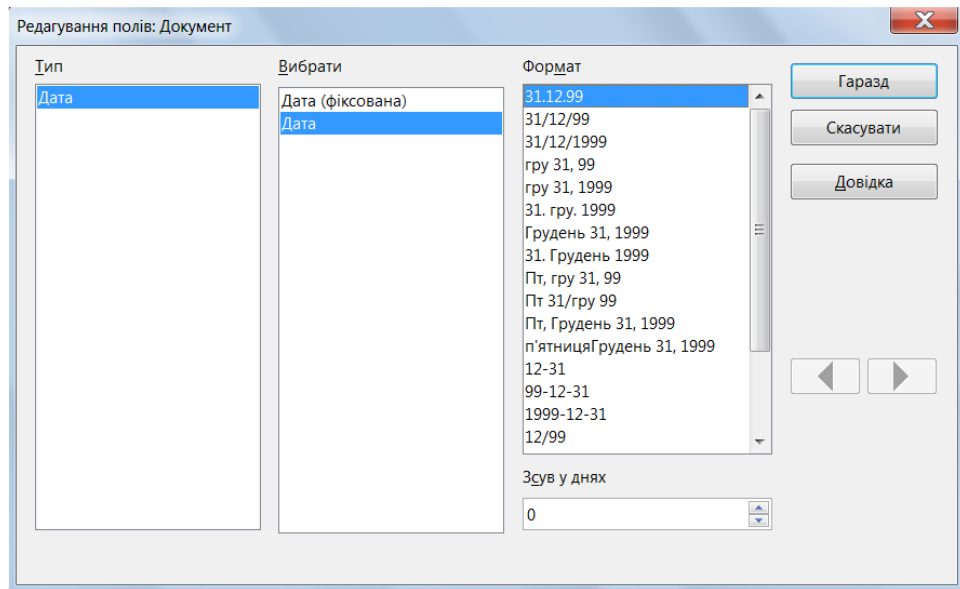 Редагування полів: Документ
Тип
Дата
Вибрати
Дата (фіксована)
Дата
Формат
31.12.99
31/12/99
31/12/1999
гру 31, 99
гру 31, 1999
31. гру. 1999
Грудень 31, 1999
31. Грудень 1999
Пт, гру 31, 99
Пт 31/гру 99
Пт, Грудень 31, 1999
п'ятницяГрудень 31, 1999
12-31
99-12-31
1999-12-31
12/99
Зсув у днях
0
Гаразд
Скасувати
Довідка